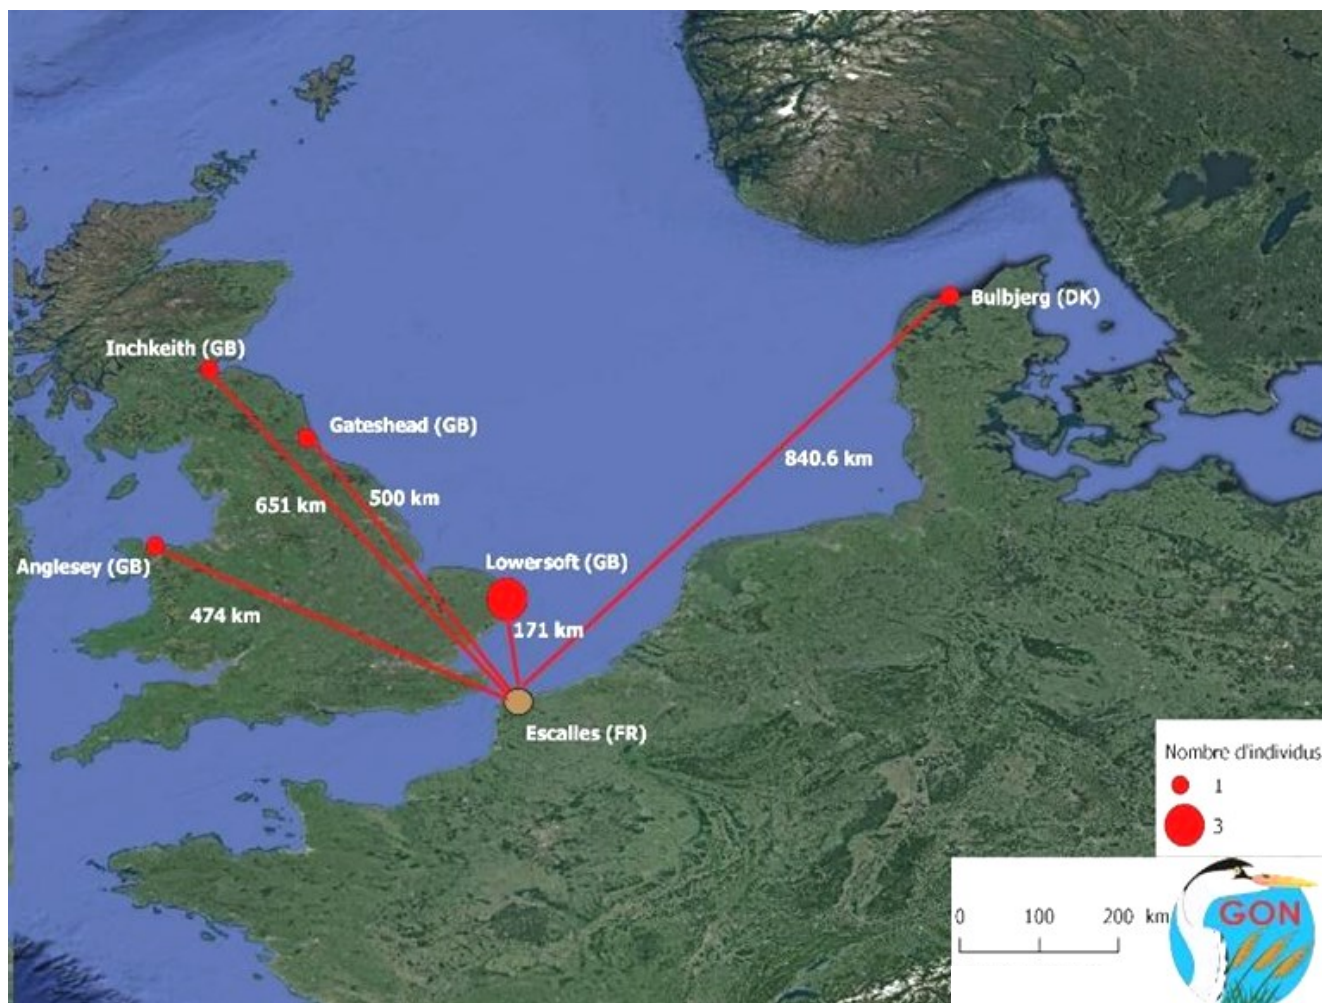 Bulbjerg (DK)
Inchkeith (GB)
Gateshead (GB)
840.6 km
651 km
500 km
Anglesey (GB)
Lowersoft (GB)
474 km
171 km
Escalles (FR)
Nombre d'individus
1
3
0 100 200 km
GON